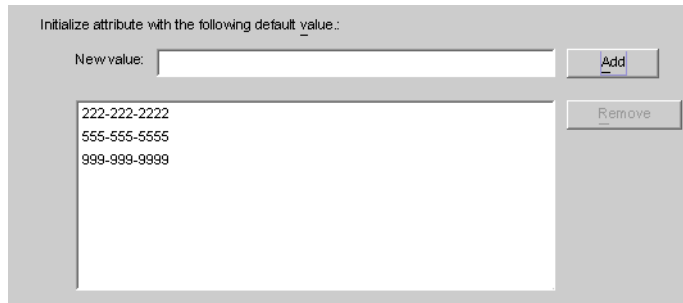 Initialize attribute with the following default value.:
New value:
Add
222-222-2222
555-555-5555
999-999-9999
Remove